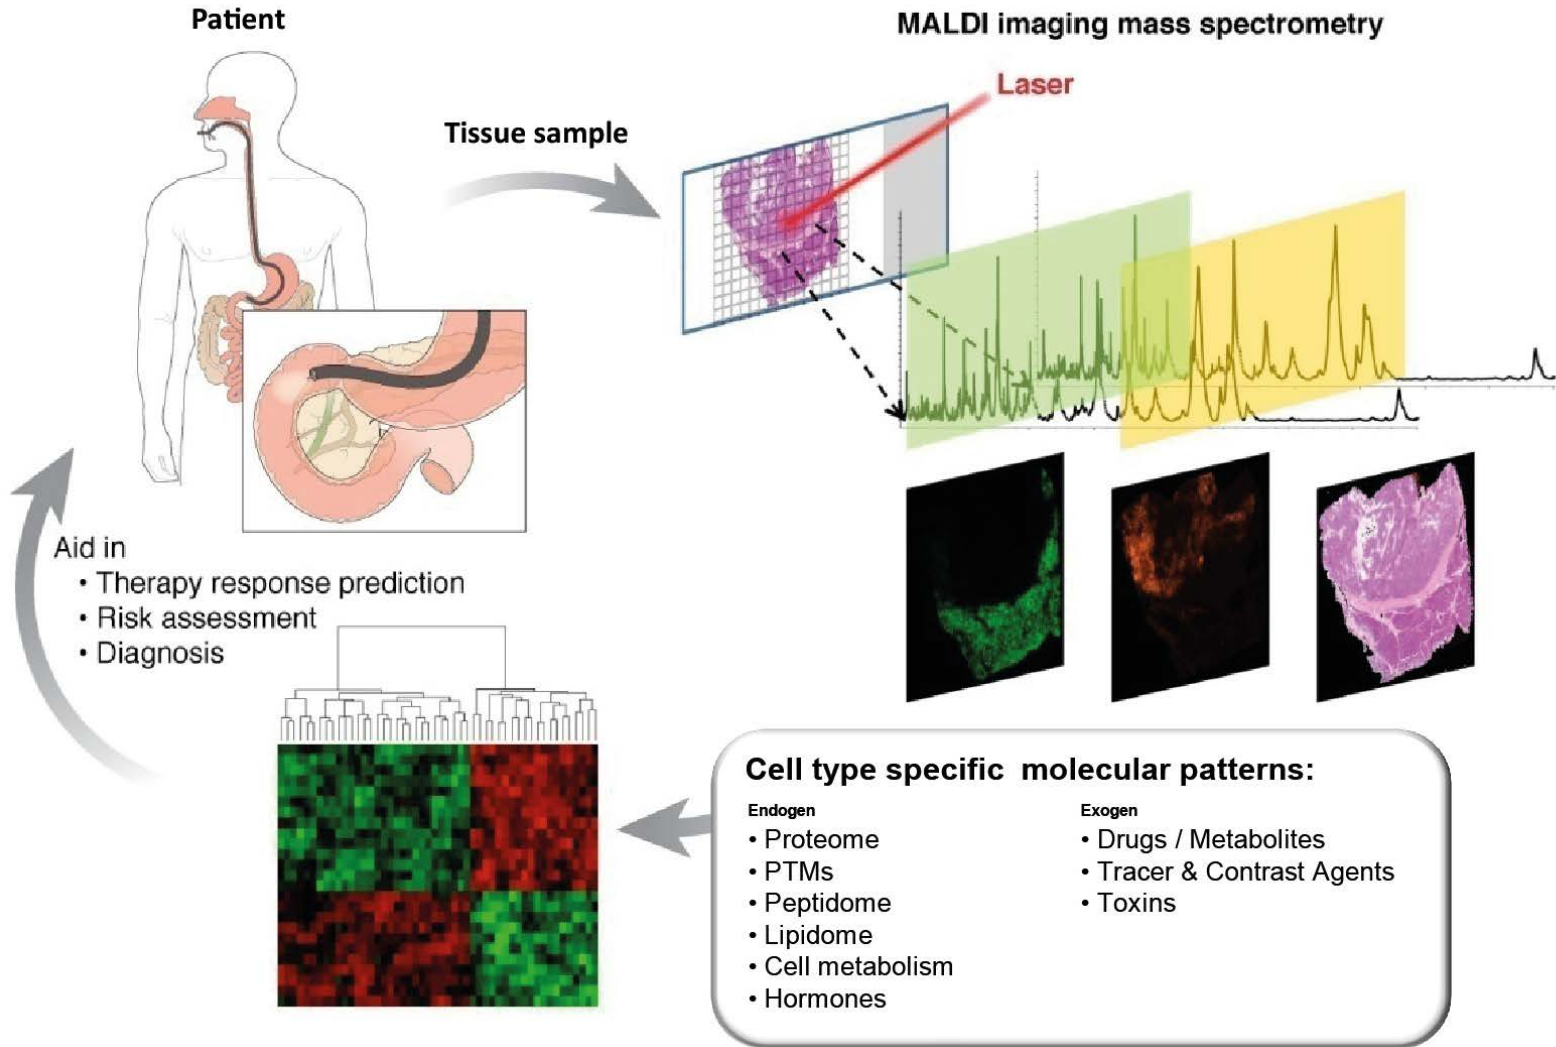 Patient
MALDI imaging mass spectrometry
Laser
Tissue sample
Aid in
• Therapy response prediction
• Risk assessment
• Diagnosis
Cell type specific molecular patterns:
Endogen
• Proteome
• PTMs
• Peptidome
• Lipidome
• Cell metabolism
• Hormones
Exogen
• Drugs / Metabolites
• Tracer & Contrast Agents
• Toxins